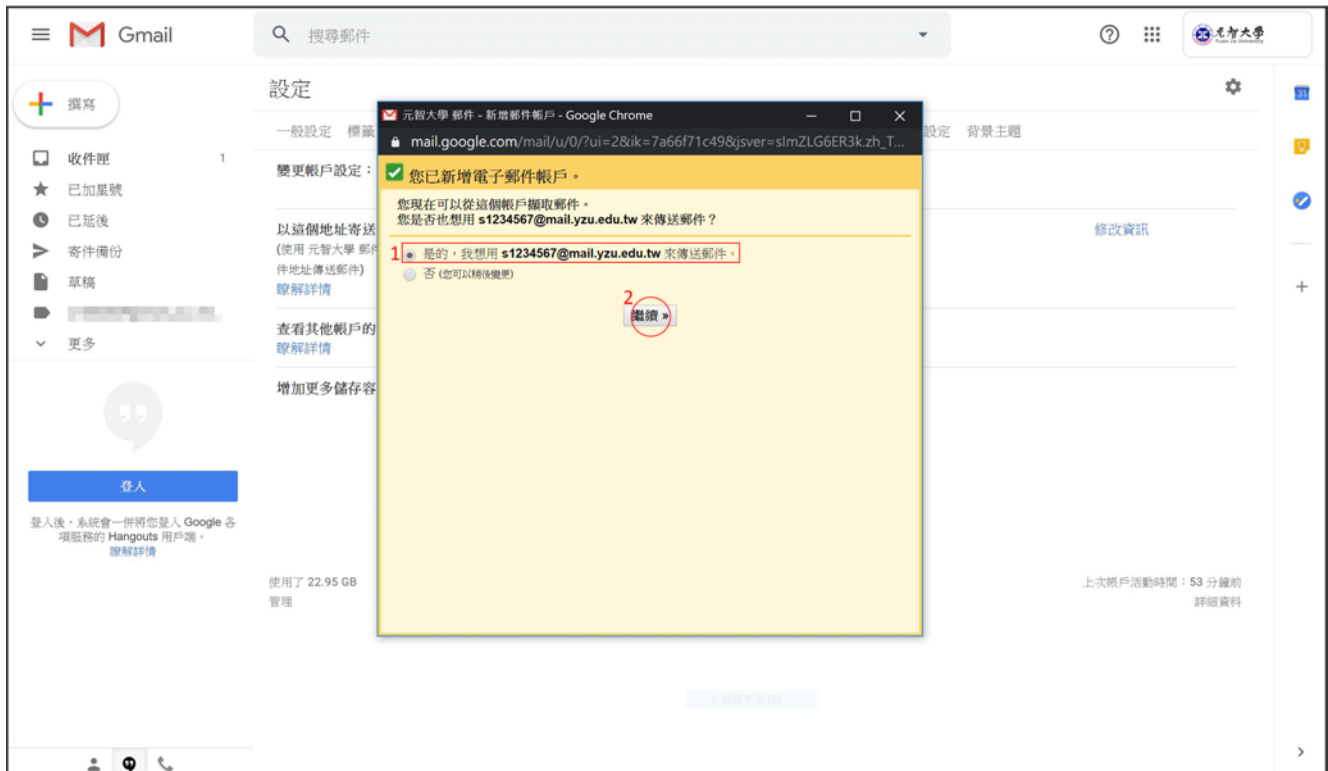 Gmail
搜尋郵件
元智大學
Yuan Ze University
撰寫
收件匣 1
已加星號
已延後
寄件備份
草稿
更多
登入
登入後,系統會一併將您登入 Google 各
項服務的 Hangouts 用戶端。
瞭解詳情
設定
一般設定 標籤
設定 背景主題
變更帳戶設定:
以這個地址寄送
(使用 元智大學 郵件
件地址傳送郵件)
瞭解詳情
修改資訊
查看其他帳戶的
瞭解詳情
增加更多儲存容
使用了 22.95 GB
管理
上次帳戶活動時間:53 分鐘前
詳細資料
元智大學 郵件 - 新增郵件帳戶 - Google Chrome
mail.google.com/mail/u/0/?ui=2&ik=7a66f71c49&jsver=slmZLG6ER3k.zh_T...
您已新增電子郵件帳戶。
您現在可以從這個帳戶擷取郵件。
您是否也想用 s1234567@mail.yzu.edu.tw 來傳送郵件?
1 是的,我想用 s1234567@mail.yzu.edu.tw 來傳送郵件。
否 (您可以稍後變更)
2
繼續 »
31